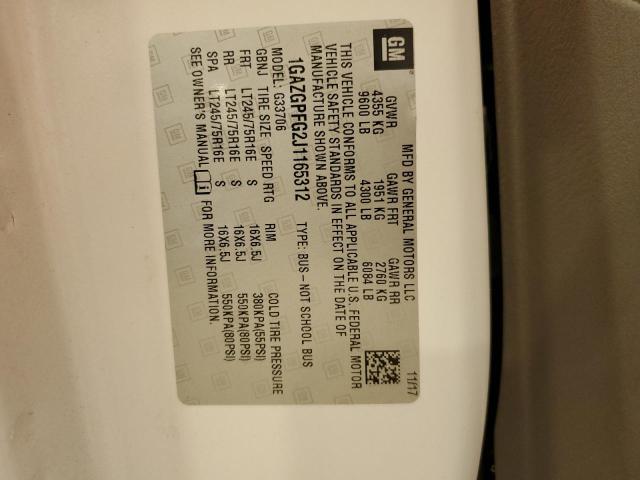 GM
MFD BY GENERAL MOTORS LLC 11/17
GVWR GAWR FRT GAWR RR
4355 KG 1951 KG 2760 KG
9600 LB 4300 LB 6084 LB
THIS VEHICLE CONFORMS TO ALL APPLICABLE U.S. FEDERAL MOTOR
VEHICLE SAFETY STANDARDS IN EFFECT ON THE DATE OF
MANUFACTURE SHOWN ABOVE.
1GAZGPFG2J1165312 TYPE: BUS – NOT SCHOOL BUS
MODEL: G33706
GBNJ TIRE SIZE SPEED RTG RIM COLD TIRE PRESSURE
FRT LT245/75R16E S 16X6.5J 380KPA(55PSI)
RR LT245/75R16E S 16X6.5J 550KPA(80PSI)
SPA LT245/75R16E S 16X6.5J 550KPA(80PSI)
SEE OWNER'S MANUAL i FOR MORE INFORMATION.